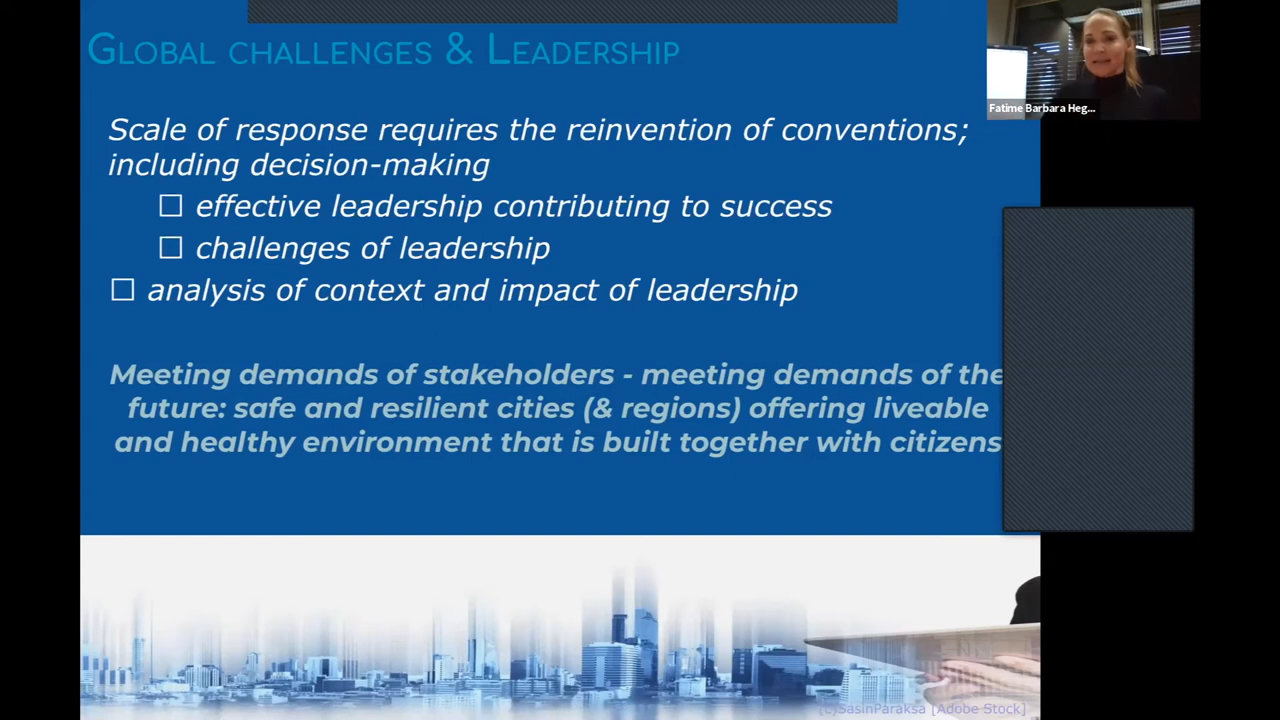 GLOBAL CHALLENGES & LEADERSHIP
Fatime Barbara Heg...
Scale of response requires the reinvention of conventions;
including decision-making
☐ effective leadership contributing to success
☐ challenges of leadership
☐ analysis of context and impact of leadership
Meeting demands of stakeholders - meeting demands of the
future: safe and resilient cities (& regions) offering liveable
and healthy environment that is built together with citizens
(c)SasinParaksa [Adobe Stock]